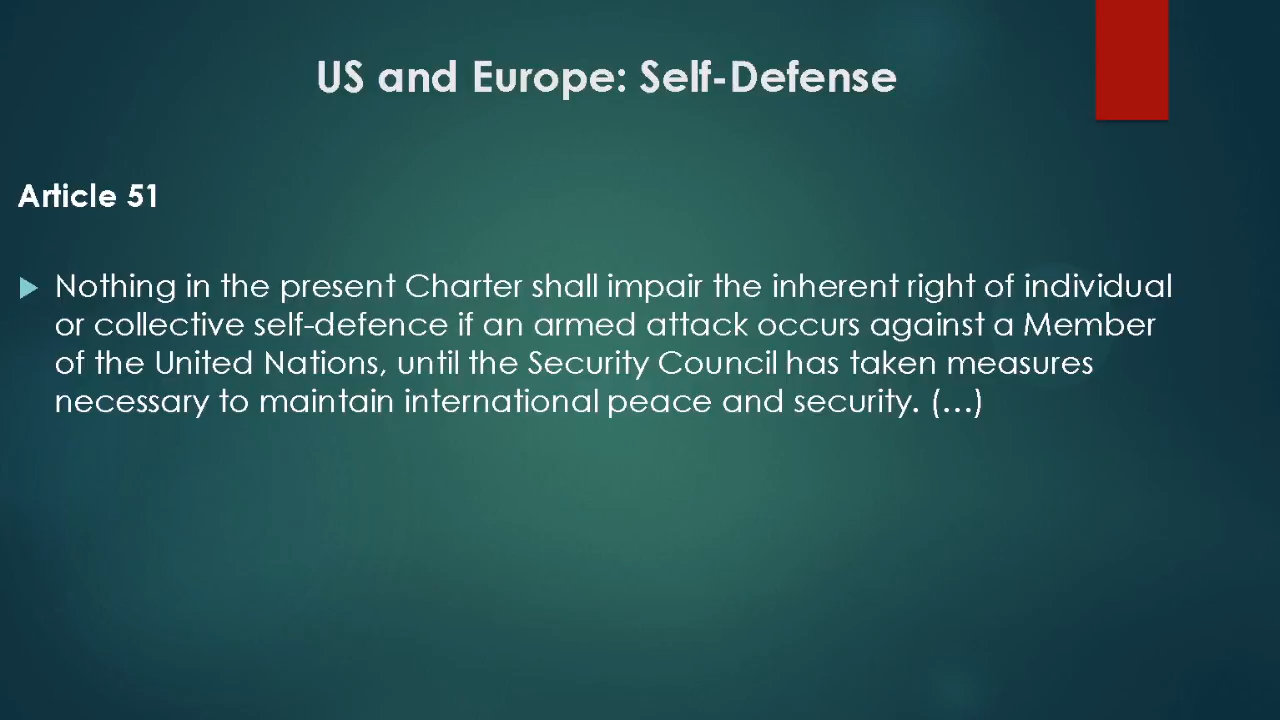 US and Europe: Self-Defense
Article 51
Nothing in the present Charter shall impair the inherent right of individual
or collective self-defence if an armed attack occurs against a Member
of the United Nations, until the Security Council has taken measures
necessary to maintain international peace and security. (…)